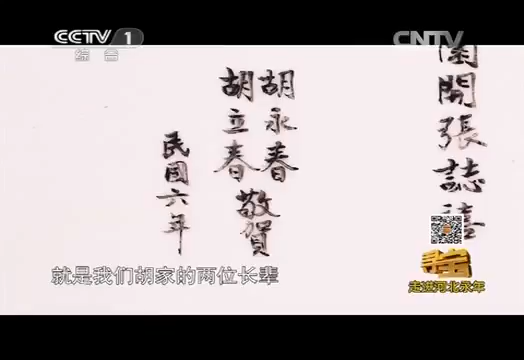 CCTV 1
综合
CNTV
開張誌
胡永春
胡立春
敬賀
民國六年
就是我们胡家的两位长辈
寻宝
走进河北永年